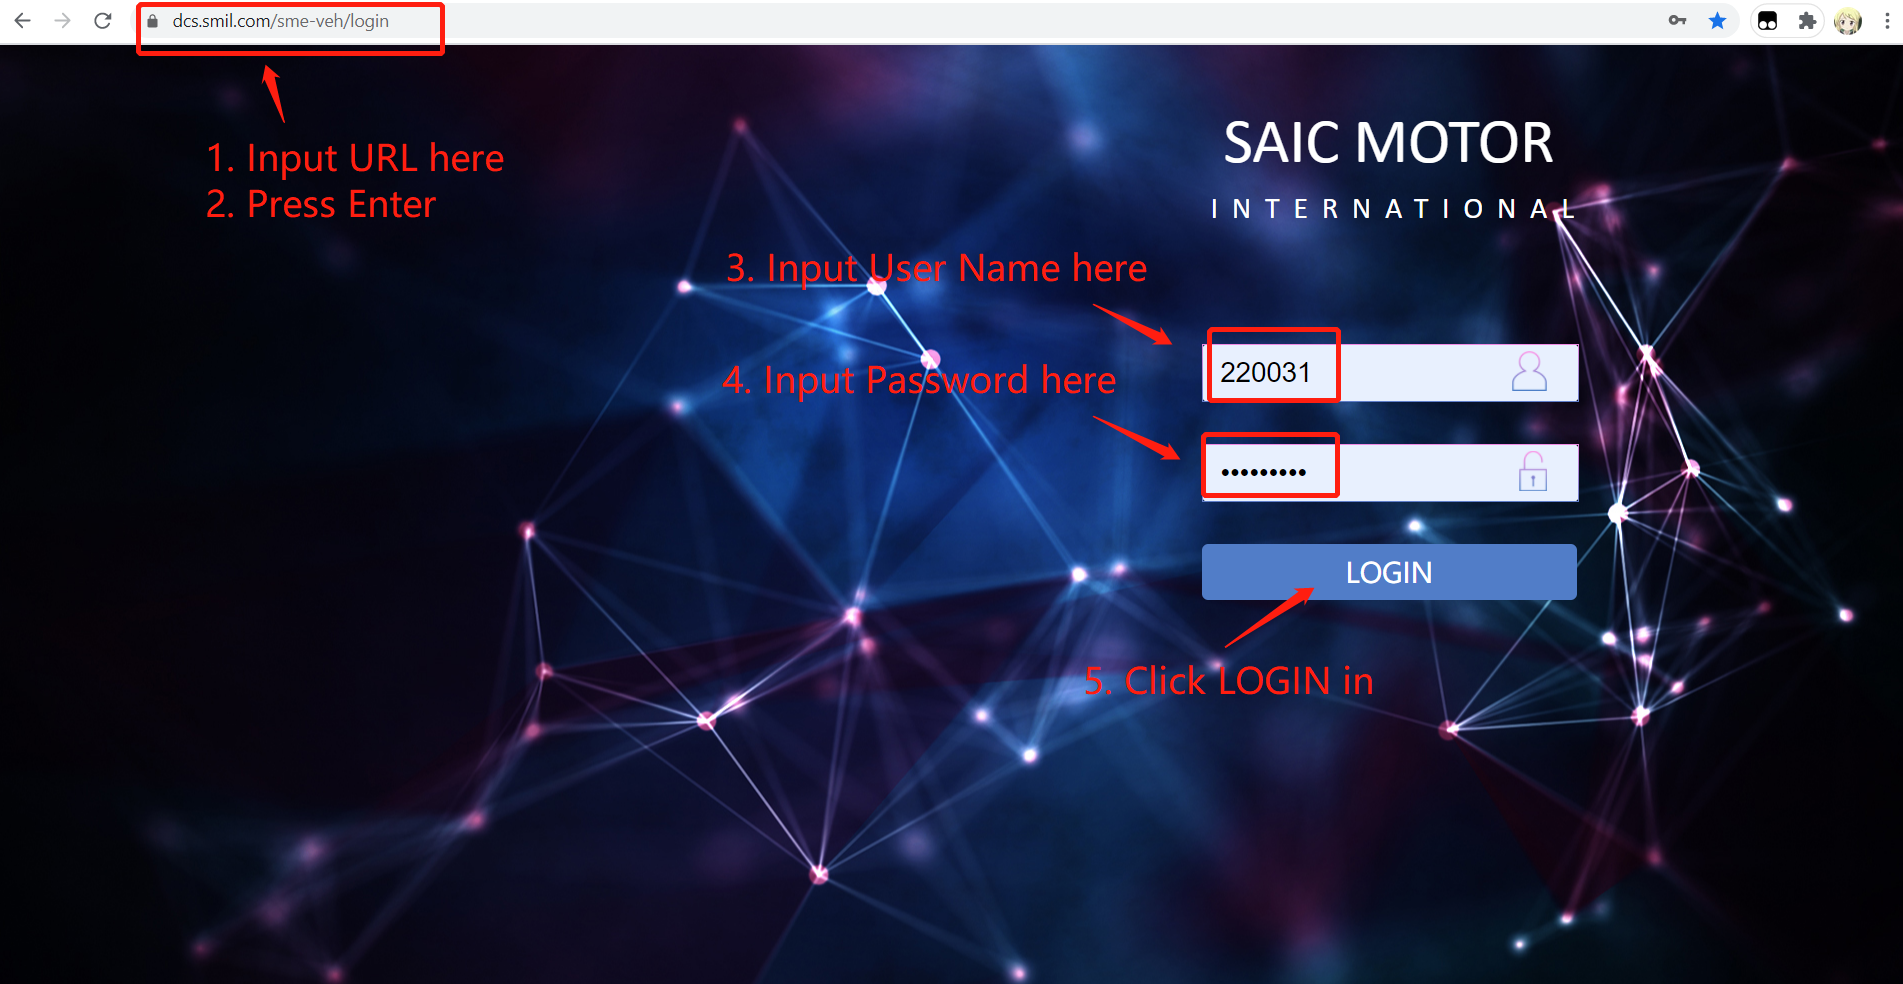 dcs.smil.com/sme-veh/login
1. Input URL here
2. Press Enter
SAIC MOTOR
INTERNATIONAL
3. Input User Name here
220031
4. Input Password here
•••••••••
LOGIN
5. Click LOGIN in